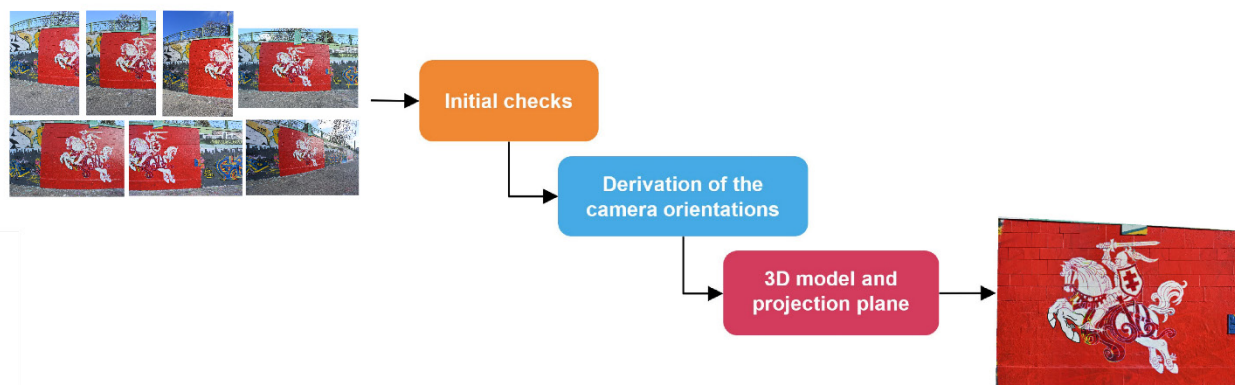 Initial checks
Derivation of the
camera orientations
3D model and
projection plane